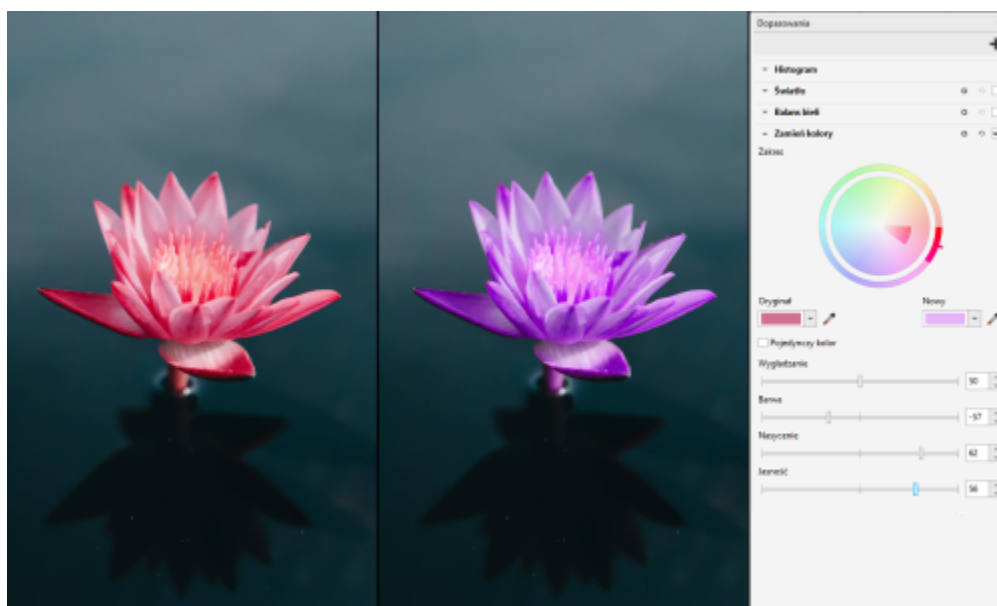 Dopasowania
Histogram
Światło
Balans bieli
Zamień kolory
Zakres
Oryginał Nowy
Pojedynczy kolor
Wygładzanie
50
Barwa
-57
Nasycenie
62
Jasność
56